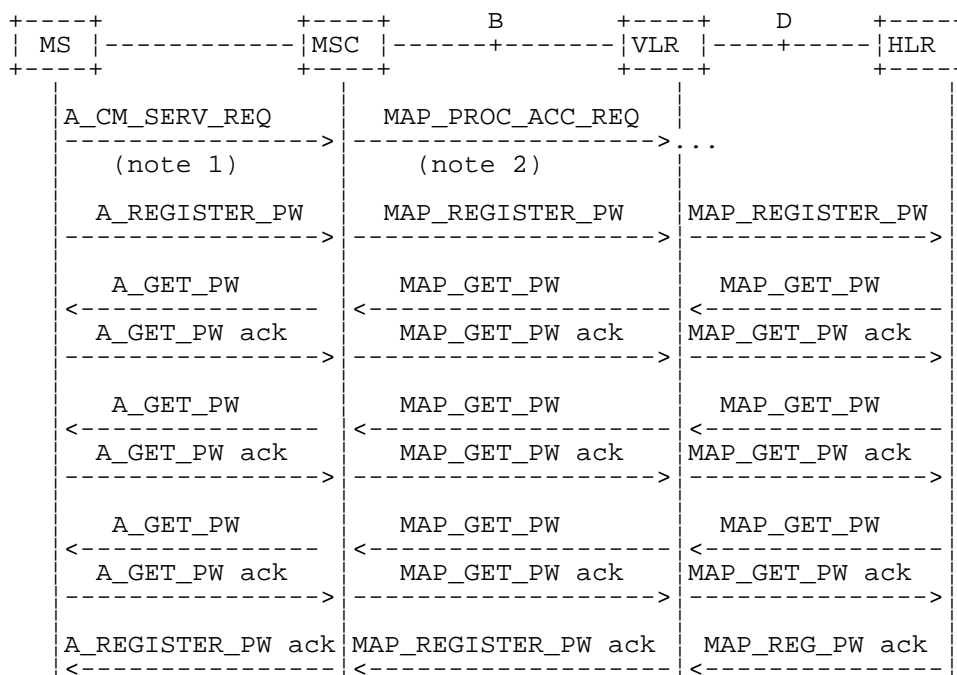 B D
MS MSC VLR HLR
A_CM_SERV_REQ MAP_PROC_ACC_REQ
...
(note 1) (note 2)
A_REGISTER_PW MAP_REGISTER_PW MAP_REGISTER_PW
A_GET_PW MAP_GET_PW MAP_GET_PW
A_GET_PW ack MAP_GET_PW ack MAP_GET_PW ack
A_GET_PW MAP_GET_PW MAP_GET_PW
A_GET_PW ack MAP_GET_PW ack MAP_GET_PW ack
A_GET_PW MAP_GET_PW MAP_GET_PW
A_GET_PW ack MAP_GET_PW ack MAP_GET_PW ack
A_REGISTER_PW ack MAP_REGISTER_PW ack MAP_REG_PW ack